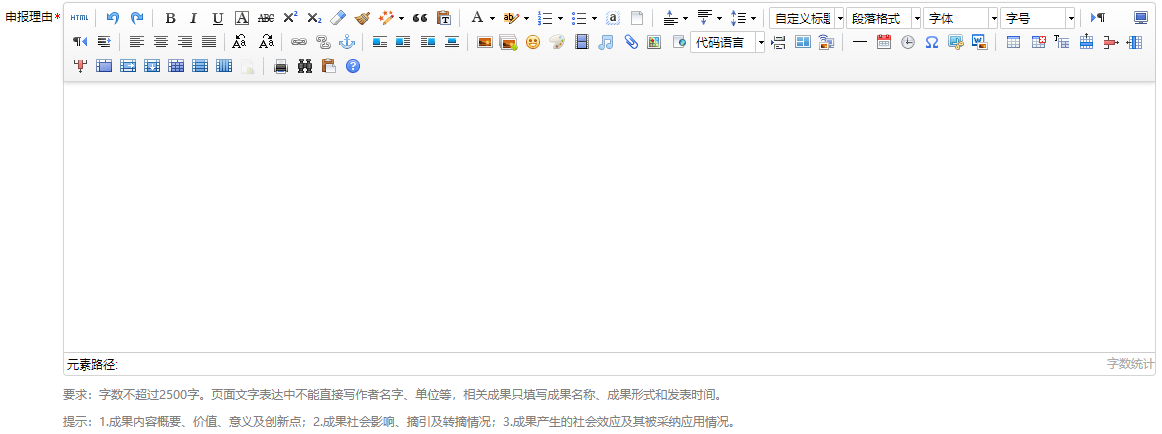 申报理由*
HTML B I U A ABC X² X₂ A ab a 自定义标题 段落格式 字体 字号
代码语言
元素路径: 字数统计
要求：字数不超过2500字。页面文字表达中不能直接写作者名字、单位等，相关成果只填写成果名称、成果形式和发表时间。
提示：1.成果内容概要、价值、意义及创新点；2.成果社会影响、摘引及转摘情况；3.成果产生的社会效应及其被采纳应用情况。